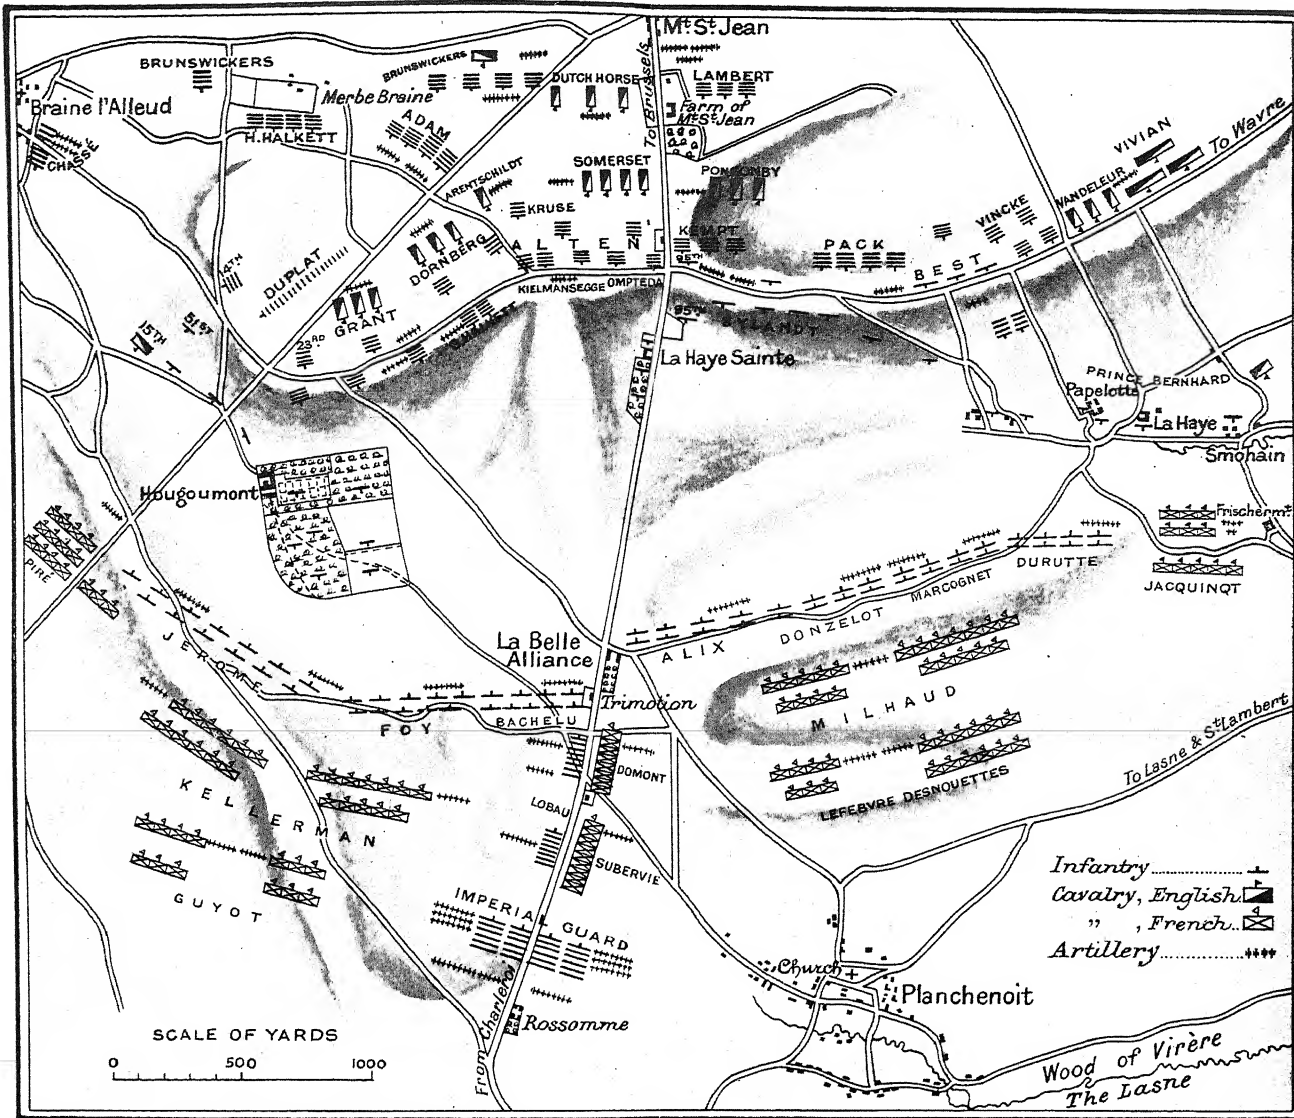 Mt. St. Jean
BRUNSWICKERS
BRUNSWICKERS
DUTCH HORSE
LAMBERT
To Brussels
Braine l'Alleud
Merbe Braine
Farm of
Mt. St. Jean
ADAM
H. HALKETT
CHASSÉ
VIVIAN
To Wavre
ARENTSCHILDT
SOMERSET
PONSONBY
VANDELEUR
KRUSE
VINCKE
ALTEN
KEMPT
PACK
DÖRNBERG
DUPLAT
14TH
BEST
95TH
KIELMANSEGGE
OMPTEDA
GRANT
23RD
51ST
15TH
95TH
BYLANDT
La Haye Sainte
PRINCE BERNHARD
Papelotte
La Haye
Smohain
Hougoumont
Frischermt.
PIRÉ
DURUTTE
JACQUINOT
MARCOGNET
DONZELOT
La Belle
Alliance
ALIX
JEROME
Trimotion
MILHAUD
FOY
BACHELU
To Lasne & St. Lambert
DOMONT
KELLERMAN
LOBAU
LEFEBVRE DESNOUETTES
SUBERVIE
GUYOT
IMPERIAL GUARD
Infantry
Cavalry, English
" , French
Artillery
Church
Planchenoit
From Charleroi
Rossomme
SCALE OF YARDS
0 500 1000
Wood of Virère
The Lasne